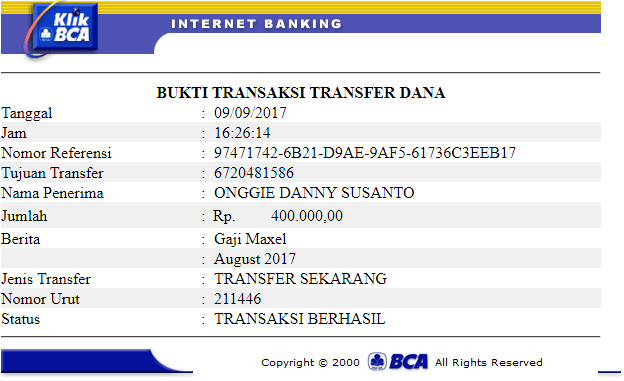 Klik
BCA
INTERNET BANKING
BUKTI TRANSAKSI TRANSFER DANA
Tanggal : 09/09/2017
Jam : 16:26:14
Nomor Referensi : 97471742-6B21-D9AE-9AF5-61736C3EEB17
Tujuan Transfer : 6720481586
Nama Penerima : ONGGIE DANNY SUSANTO
Jumlah : Rp. 400.000,00
Berita : Gaji Maxel
: August 2017
Jenis Transfer : TRANSFER SEKARANG
Nomor Urut : 211446
Status : TRANSAKSI BERHASIL
Copyright © 2000 BCA All Rights Reserved